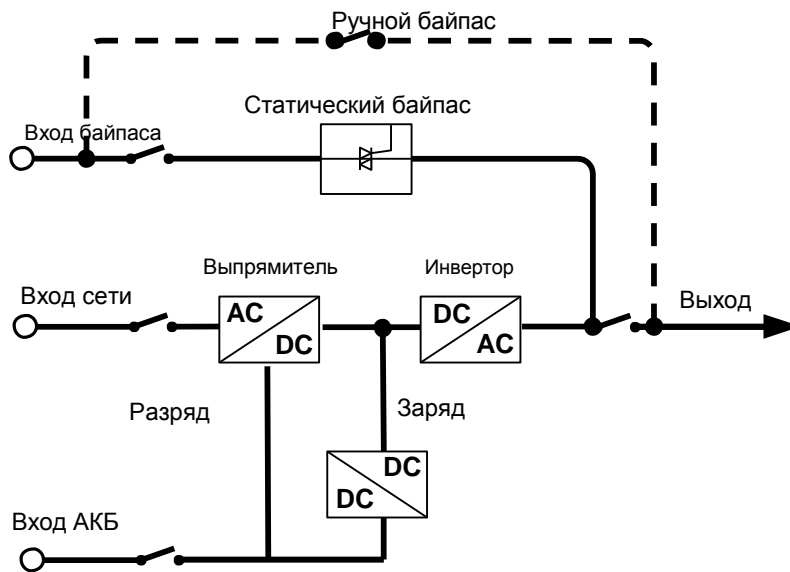 Ручной байпас
Статический байпас
Вход байпаса
Выпрямитель
Инвертор
Вход сети
Выход
AC
DC
DC
AC
Разряд
Заряд
DC
DC
Вход АКБ